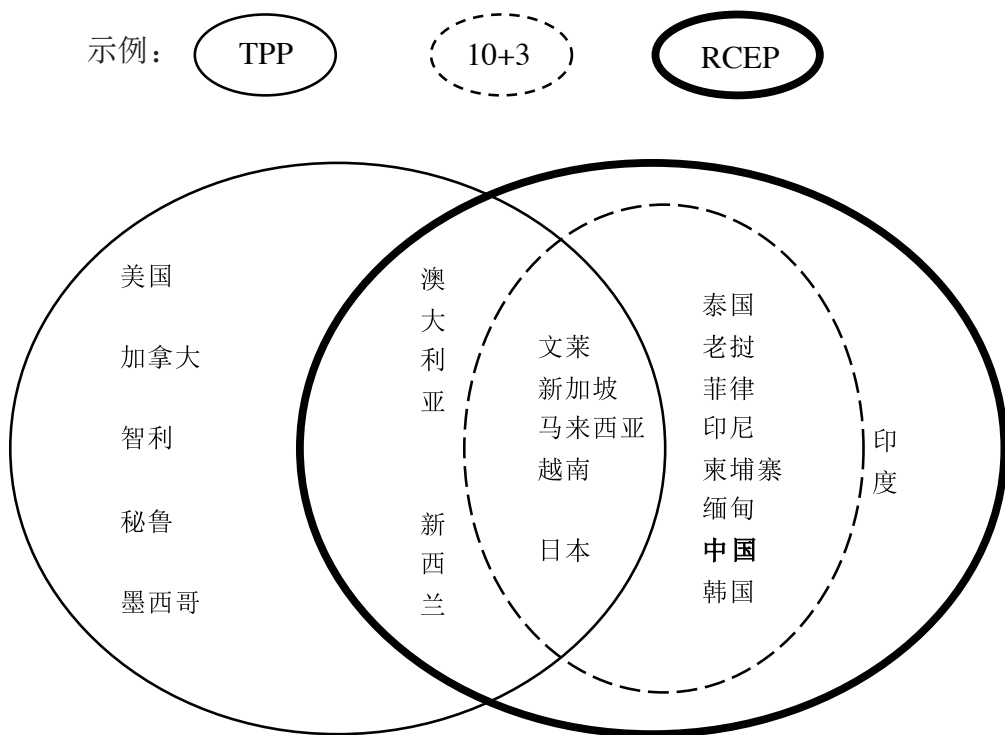 示例：
TPP
10+3
RCEP
美国
加拿大
智利
秘鲁
墨西哥
澳大利亚
新西兰
文莱
新加坡
马来西亚
越南
日本
泰国
老挝
菲律
印尼
柬埔寨
缅甸
中国
韩国
印度